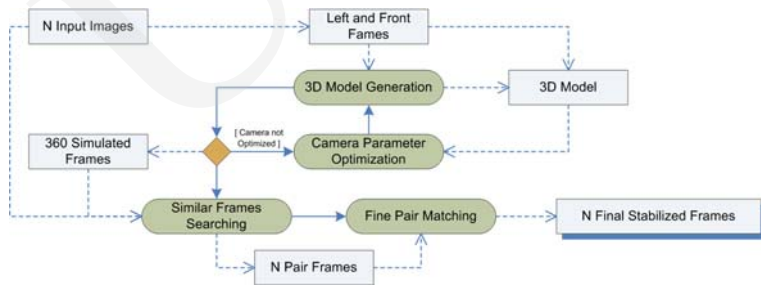 N Input Images
Left and Front
Fames
3D Model Generation
3D Model
[ Camera not
Optimized ]
Camera Parameter
Optimization
360 Simulated
Frames
Similar Frames
Searching
Fine Pair Matching
N Final Stabilized Frames
N Pair Frames